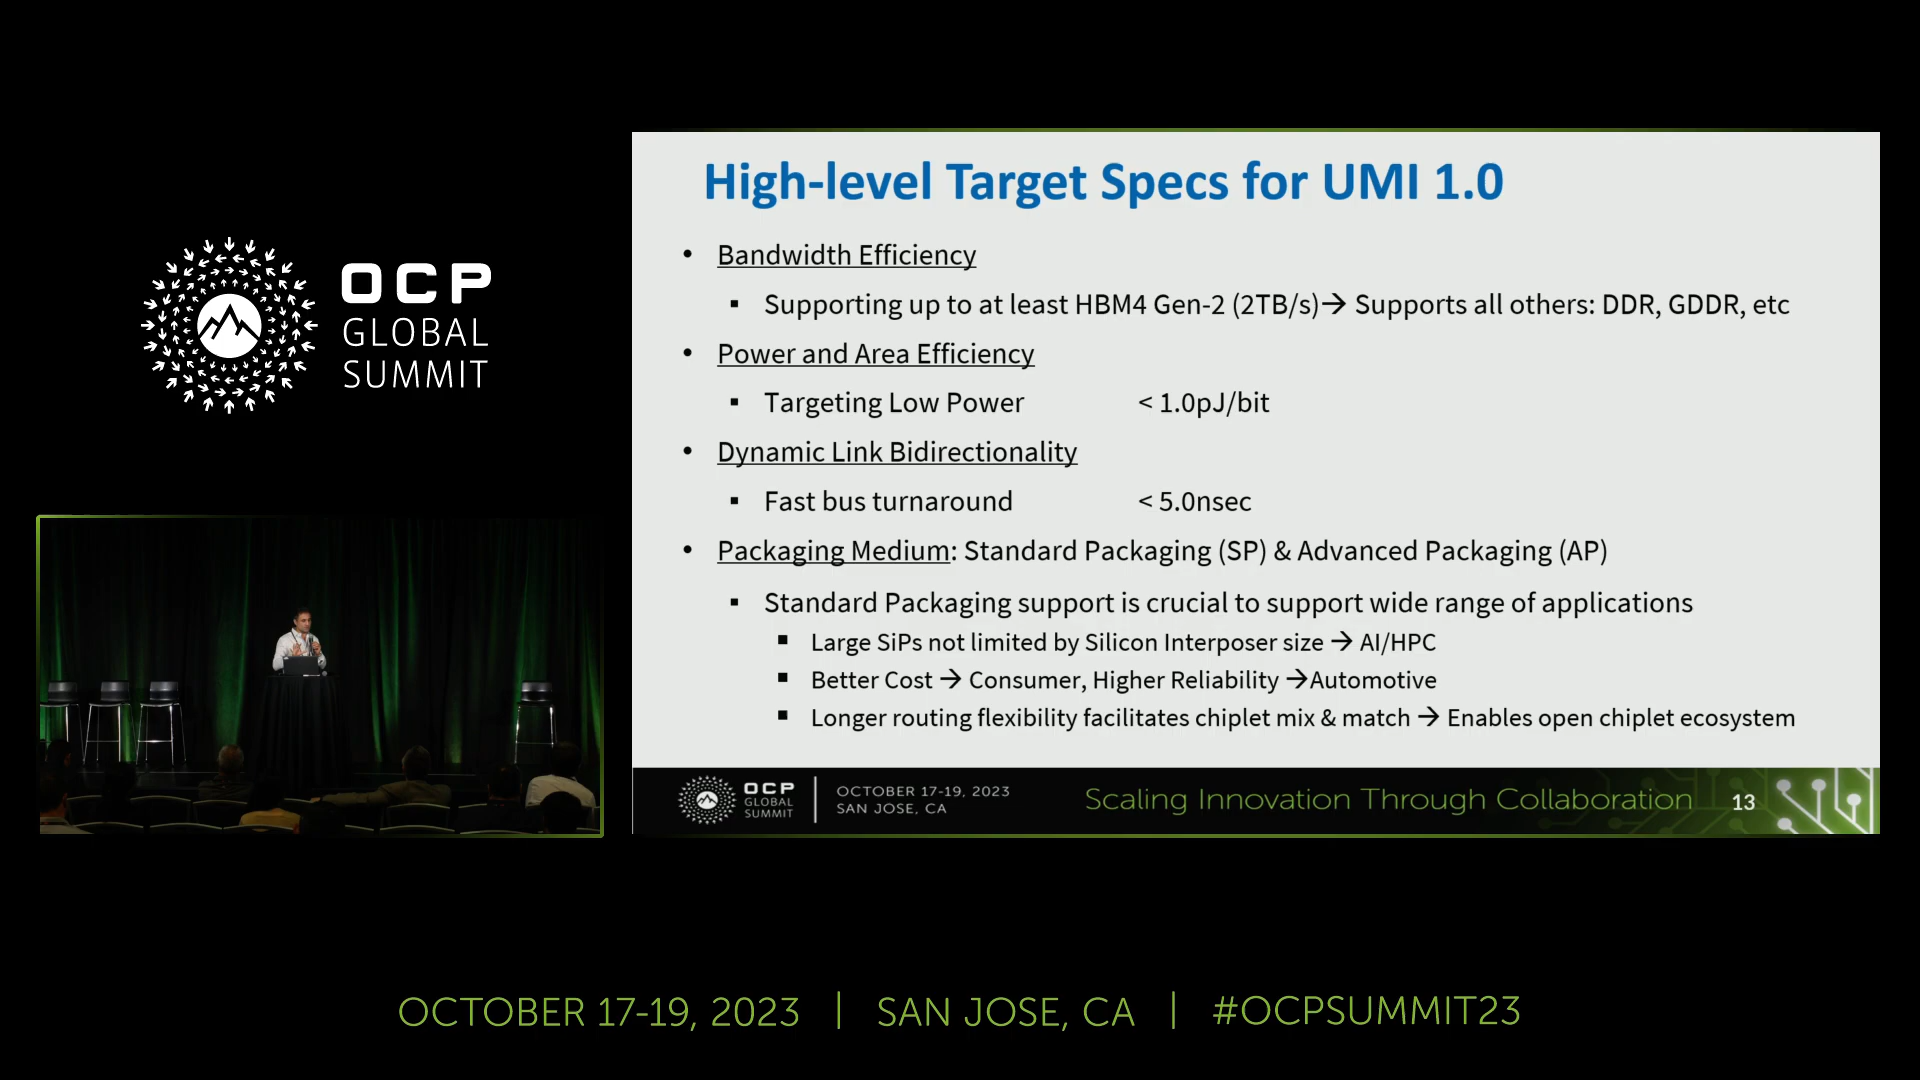 OCP
GLOBAL
SUMMIT
High-level Target Specs for UMI 1.0
• Bandwidth Efficiency
▪ Supporting up to at least HBM4 Gen-2 (2TB/s)→ Supports all others: DDR, GDDR, etc
• Power and Area Efficiency
▪ Targeting Low Power < 1.0pJ/bit
• Dynamic Link Bidirectionality
▪ Fast bus turnaround < 5.0nsec
• Packaging Medium: Standard Packaging (SP) & Advanced Packaging (AP)
▪ Standard Packaging support is crucial to support wide range of applications
▪ Large SiPs not limited by Silicon Interposer size → AI/HPC
▪ Better Cost → Consumer, Higher Reliability →Automotive
▪ Longer routing flexibility facilitates chiplet mix & match → Enables open chiplet ecosystem
OCP
GLOBAL
SUMMIT
OCTOBER 17-19, 2023
SAN JOSE, CA
Scaling Innovation Through Collaboration
13
OCTOBER 17-19, 2023 | SAN JOSE, CA | #OCPSUMMIT23